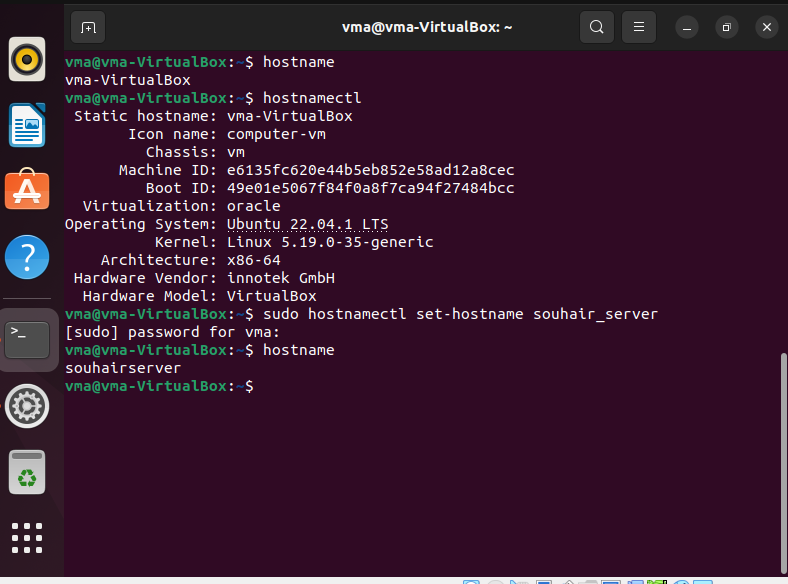 vma@vma-VirtualBox: ~
vma@vma-VirtualBox:~$ hostname
vma-VirtualBox
vma@vma-VirtualBox:~$ hostnamectl
Static hostname: vma-VirtualBox
Icon name: computer-vm
Chassis: vm
Machine ID: e6135fc620e44b5eb852e58ad12a8cec
Boot ID: 49e01e5067f84f0a8f7ca94f27484bcc
Virtualization: oracle
Operating System: Ubuntu 22.04.1 LTS
Kernel: Linux 5.19.0-35-generic
Architecture: x86-64
Hardware Vendor: innotek GmbH
Hardware Model: VirtualBox
vma@vma-VirtualBox:~$ sudo hostnamectl set-hostname souhair_server
[sudo] password for vma:
vma@vma-VirtualBox:~$ hostname
souhairserver
vma@vma-VirtualBox:~$